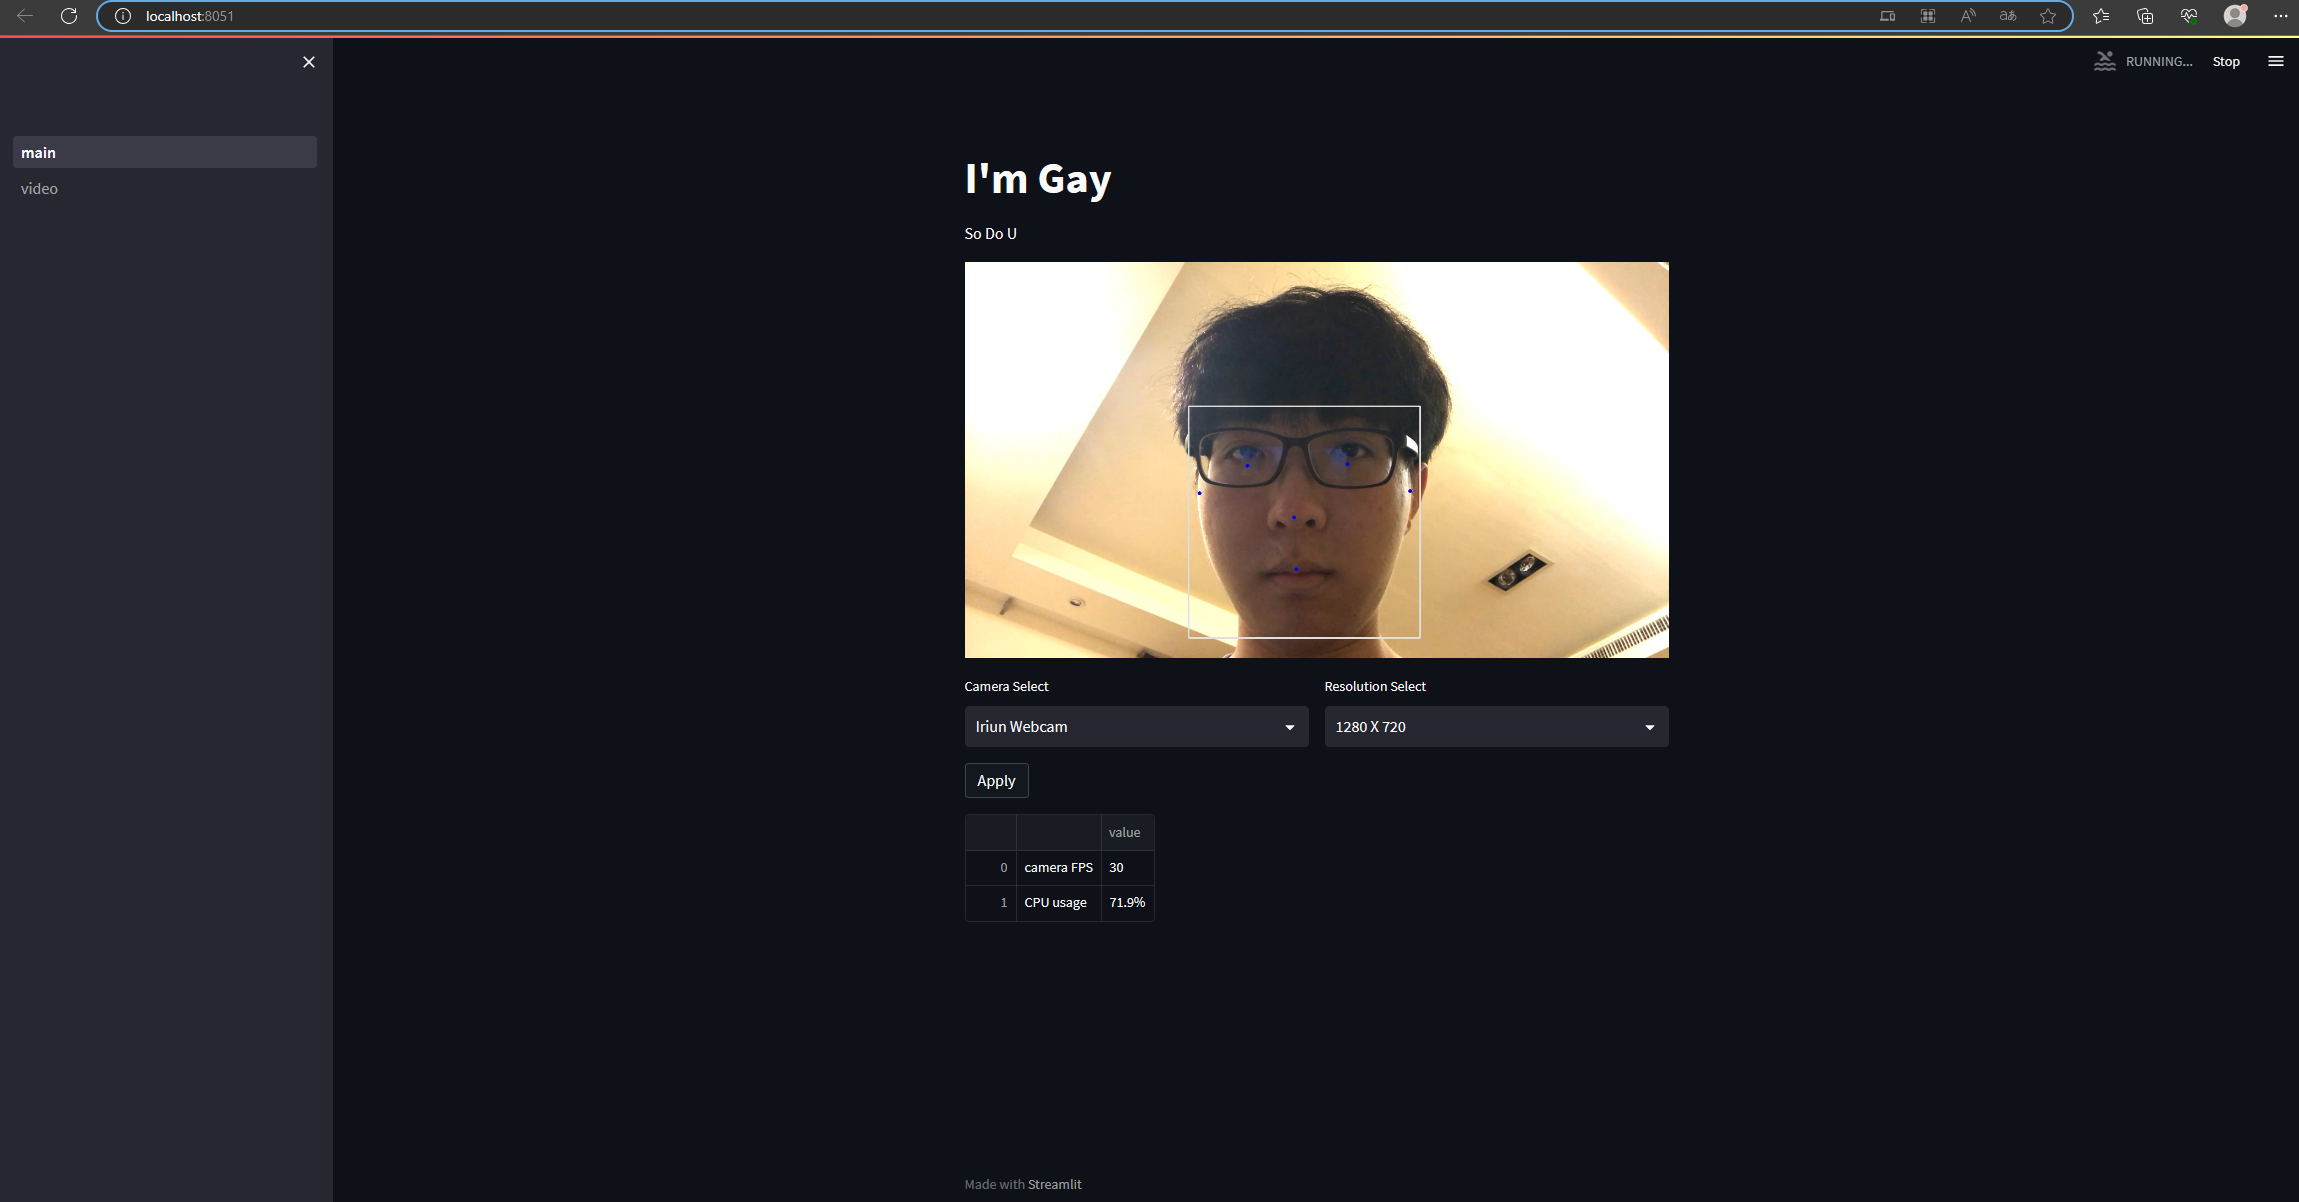 localhost:8051
RUNNING...
Stop
main
video
I'm Gay
So Do U
Camera Select
Resolution Select
Iriun Webcam
1280 X 720
Apply
value
0 camera FPS 30
1 CPU usage 71.9%
Made with Streamlit